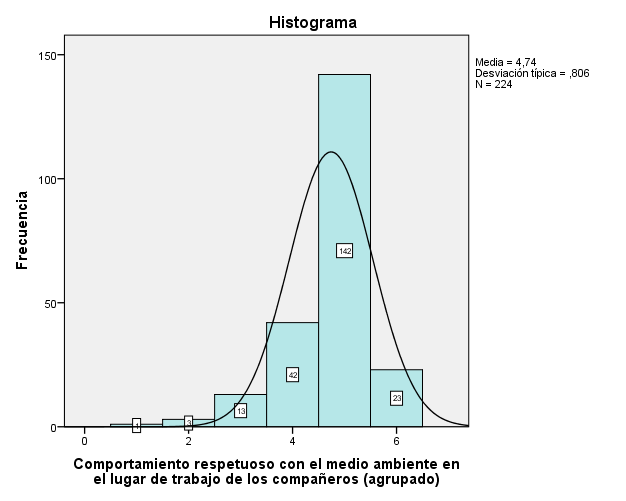 Histograma
Media = 4,74
Desviación típica = ,806
N = 224
Frecuencia
150
100
50
0
1
3
13
42
142
23
0
2
4
6
Comportamiento respetuoso con el medio ambiente en
el lugar de trabajo de los compañeros (agrupado)